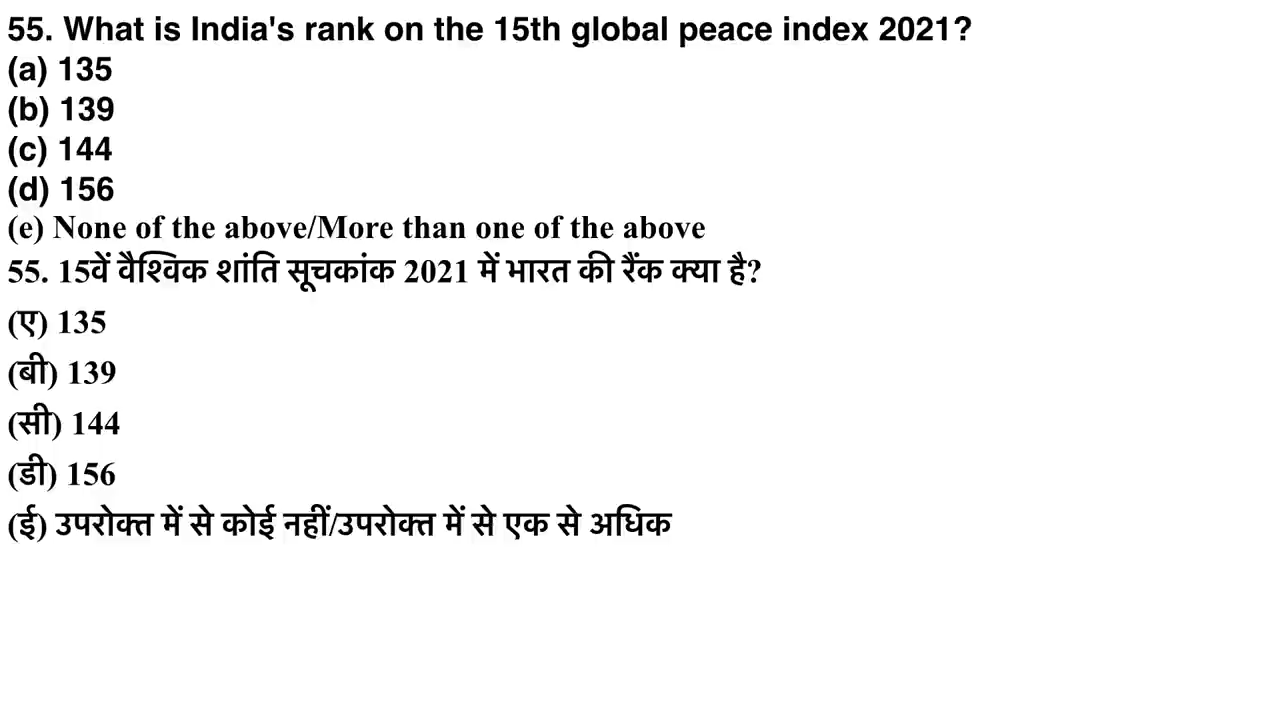 55. What is India's rank on the 15th global peace index 2021?
(a) 135
(b) 139
(c) 144
(d) 156
(e) None of the above/More than one of the above
55. 15वें वैश्विक शांति सूचकांक 2021 में भारत की रैंक क्या है?
(ए) 135
(बी) 139
(सी) 144
(डी) 156
(ई) उपरोक्त में से कोई नहीं/उपरोक्त में से एक से अधिक